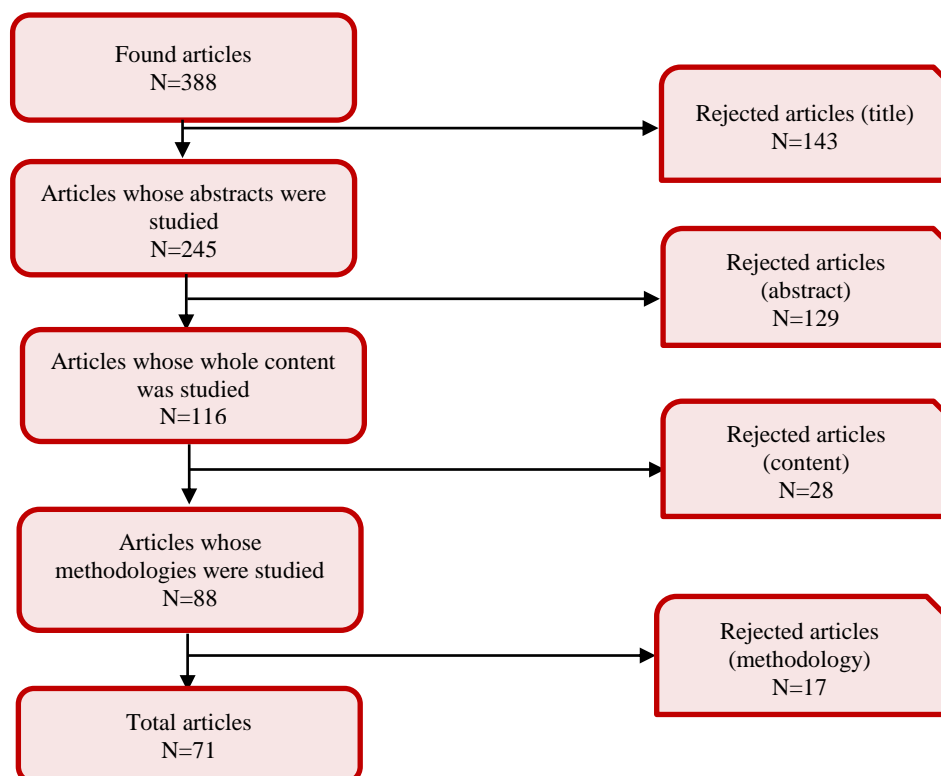 Found articles
N=388
Rejected articles (title)
N=143
Articles whose abstracts were
studied
N=245
Rejected articles
(abstract)
N=129
Articles whose whole content
was studied
N=116
Rejected articles
(content)
N=28
Articles whose
methodologies were studied
N=88
Rejected articles
(methodology)
N=17
Total articles
N=71